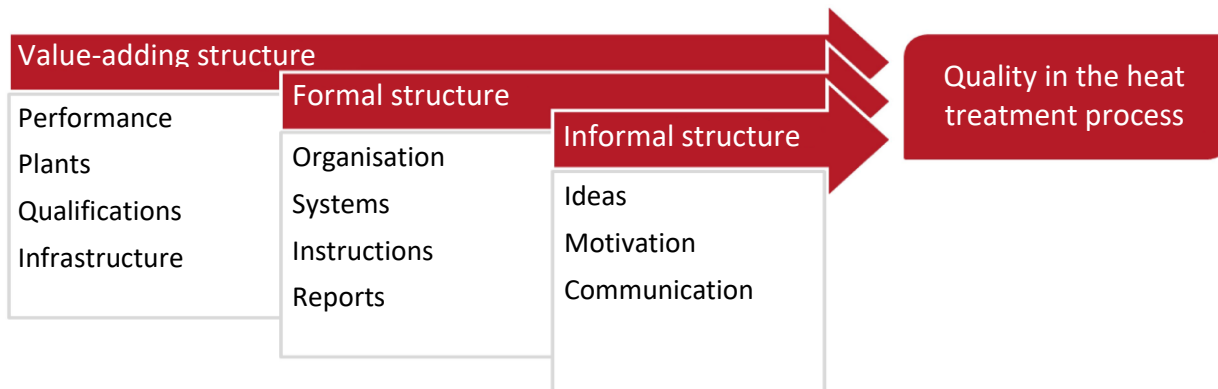 Value-adding structure
Performance
Plants
Qualifications
Infrastructure
Formal structure
Organisation
Systems
Instructions
Reports
Informal structure
Ideas
Motivation
Communication
Quality in the heat
treatment process